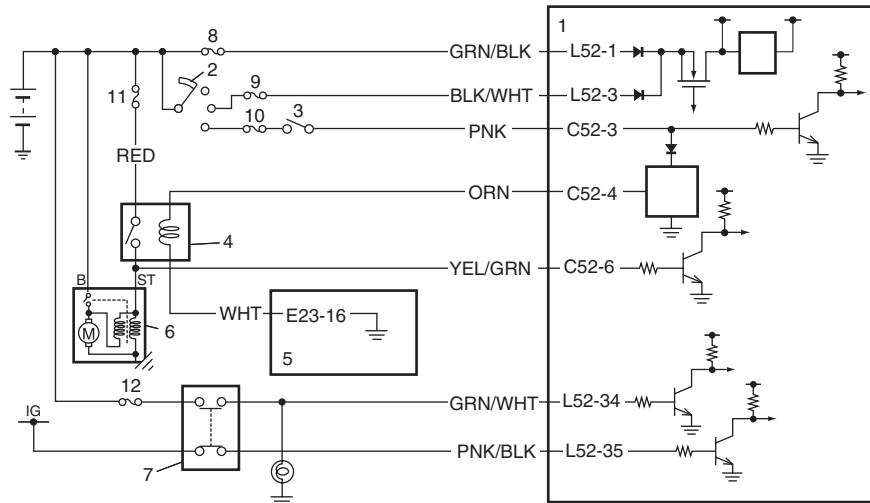 1
8
GRN/BLK L52-1
2
9
BLK/WHT L52-3
11
10
3
PNK C52-3
RED
ORN C52-4
4
YEL/GRN C52-6
B
ST
M
6
WHT E23-16
5
12
GRN/WHT L52-34
IG
PNK/BLK L52-35
7